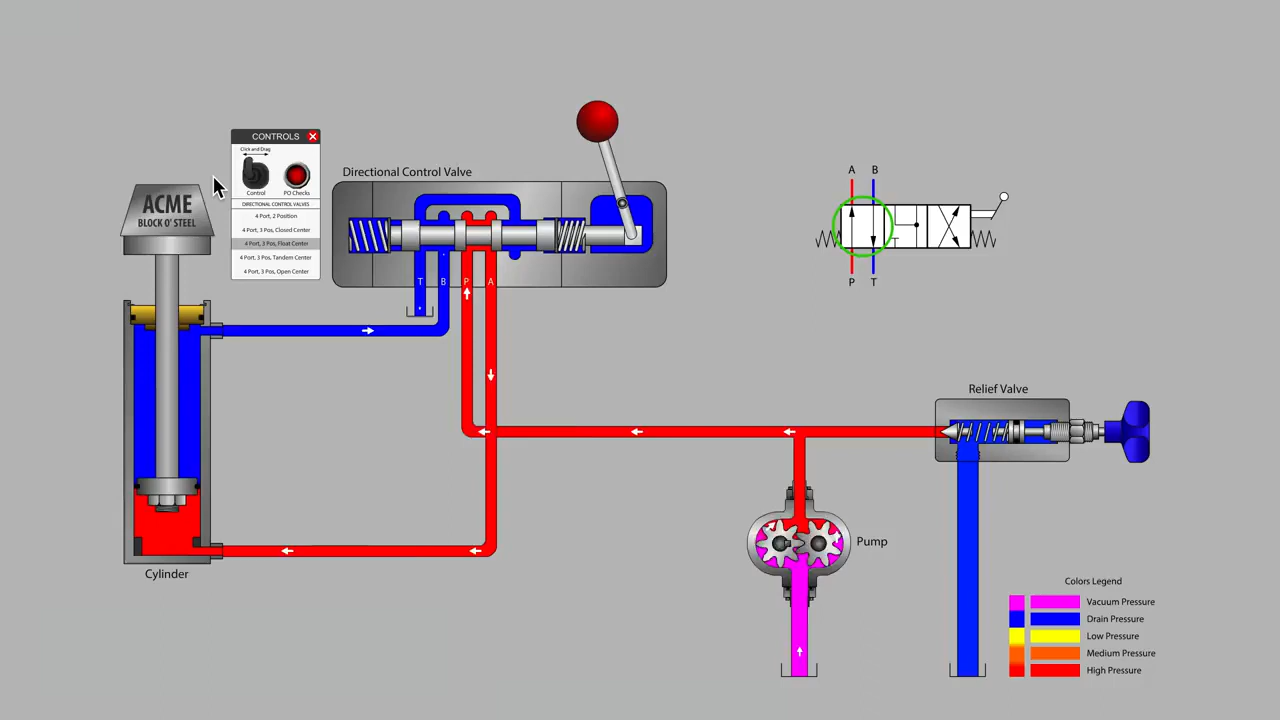 CONTROLS
Click and Drag
Control
PO Checks
DIRECTIONAL CONTROL VALVES
4 Port, 2 Position
4 Port, 3 Pos, Closed Center
4 Port, 3 Pos, Float Center
4 Port, 3 Pos, Tandem Center
4 Port, 3 Pos, Open Center
ACME
BLOCK O' STEEL
Directional Control Valve
T B P A
A B
T
P T
Relief Valve
Pump
Cylinder
Colors Legend
Vacuum Pressure
Drain Pressure
Low Pressure
Medium Pressure
High Pressure